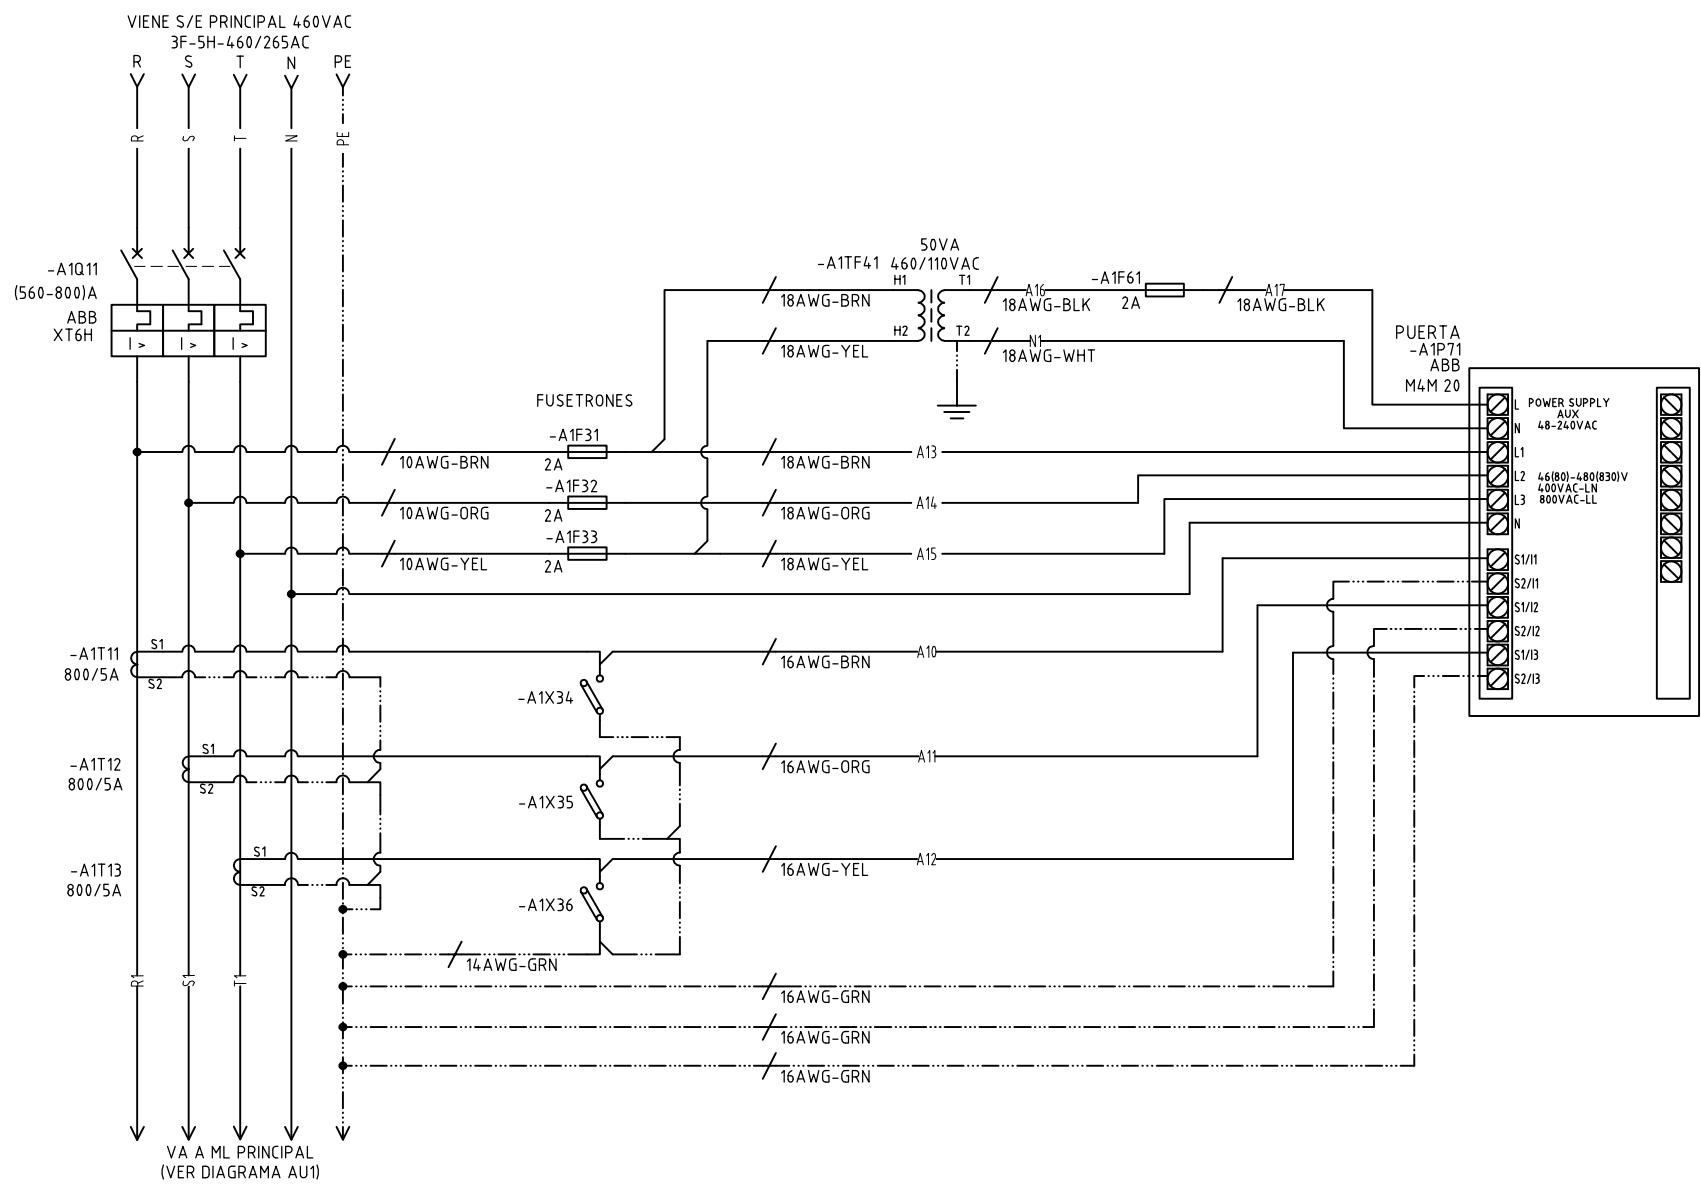 VIENE S/E PRINCIPAL 460VAC
3F-5H-460/265AC
R S T N PE
R S T N PE
-A1Q11
(560-800)A
ABB
XT6H
I > I > I >
50VA
-A1TF41 460/110VAC
H1 T1
H2 T2
18AWG-BRN
18AWG-YEL
A16
18AWG-BLK
-A1F61
2A
A17
18AWG-BLK
N1
18AWG-WHT
PUERTA
-A1P71
ABB
M4M 20
L POWER SUPPLY
AUX
N 48-240VAC
L1
L2 46(80)-480(830)V
400VAC-LN
L3 800VAC-LL
N
S1/I1
S2/I1
S1/I2
S2/I2
S1/I3
S2/I3
FUSETRONES
-A1F31
10AWG-BRN 2A 18AWG-BRN A13
-A1F32
10AWG-ORG 2A 18AWG-ORG A14
-A1F33
10AWG-YEL 2A 18AWG-YEL A15
-A1T11
800/5A
S1
S2
-A1X34
16AWG-BRN A10
-A1T12
800/5A
S1
S2
-A1X35
16AWG-ORG A11
-A1T13
800/5A
S1
S2
-A1X36
16AWG-YEL A12
14AWG-GRN
R1 S1 T1
16AWG-GRN
16AWG-GRN
16AWG-GRN
VA A ML PRINCIPAL
(VER DIAGRAMA AU1)